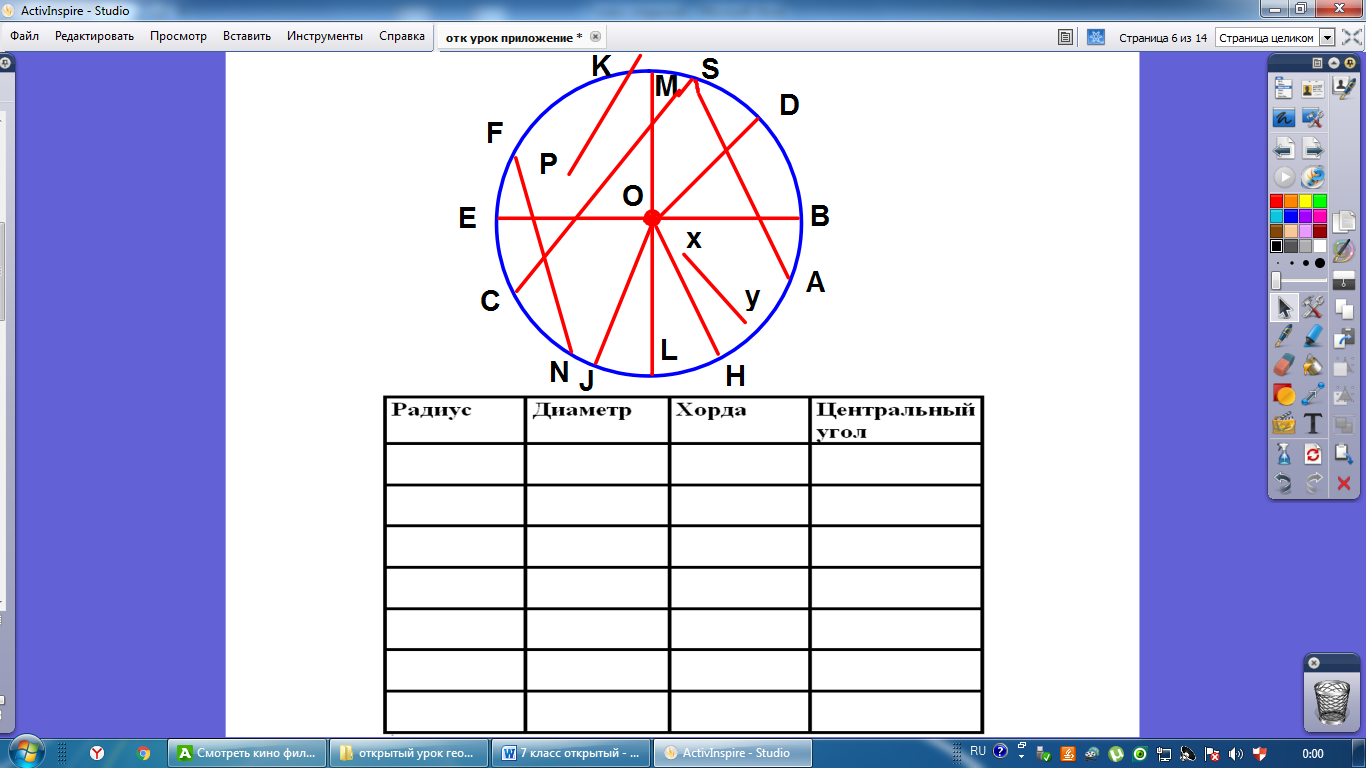 ActivInspire - Studio
Файл Редактировать Просмотр Вставить Инструменты Справка
отк урок приложение *
Страница 6 из 14
Страница целиком
K
M
S
D
F
P
O
E
B
x
A
C
y
L
N
J
H
Радиус Диаметр Хорда Центральный
угол
Смотреть кино фил...
открытый урок гео...
7 класс открытый - ...
ActivInspire - Studio
RU
0:00